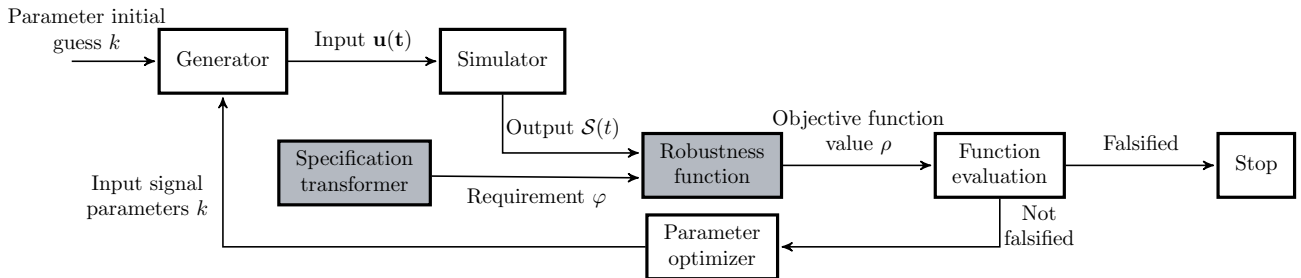 Parameter initial
guess k
Generator
Input u(t)
Simulator
Output 𝒮(t)
Specification
transformer
Requirement φ
Robustness
function
Objective function
value ρ
Function
evaluation
Falsified
Stop
Not
falsified
Parameter
optimizer
Input signal
parameters k